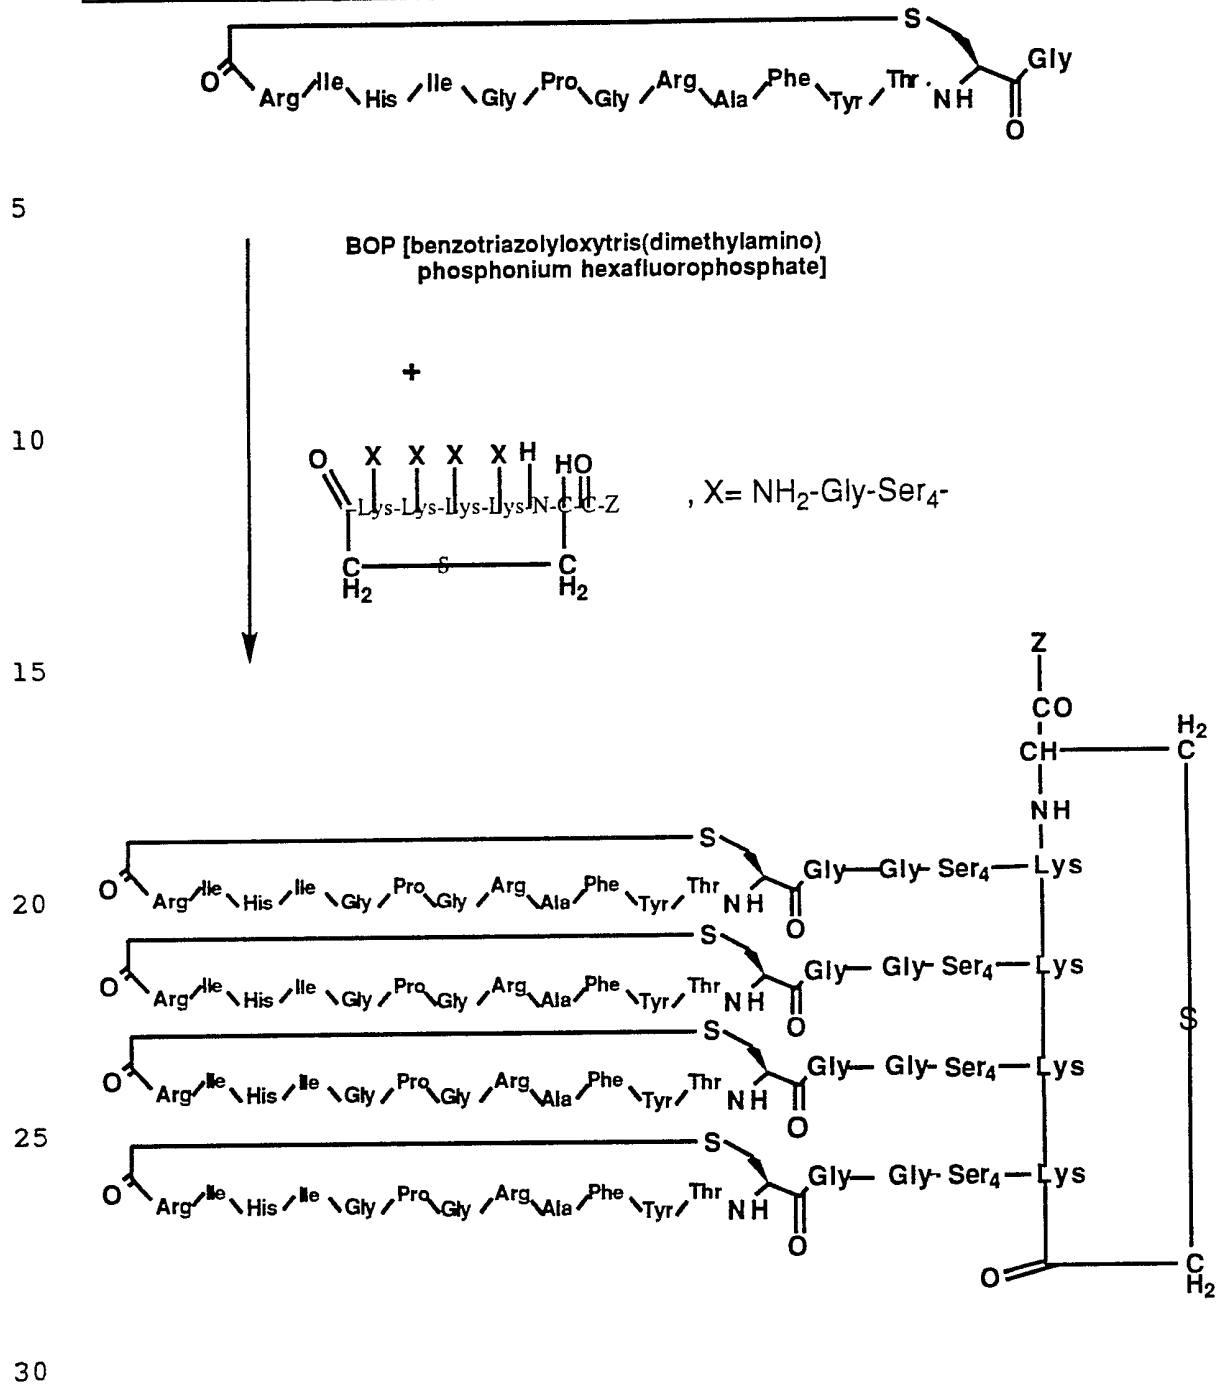 S
O Arg Ile His Ile Gly Pro Gly Arg Ala Phe Tyr Thr NH Gly
O
5
BOP [benzotriazolyloxytris(dimethylamino)
phosphonium hexafluorophosphate]
+
10
O X X X X H HO
-Lys-Lys-Lys-Lys-N-C-C-Z
, X= NH2-Gly-Ser4-
C S C
H2 H2
15
Z
CO
H2
CH C
NH
S
O Arg Ile His Ile Gly Pro Gly Arg Ala Phe Tyr Thr NH Gly Gly- Ser4 Lys
20
O
S
O Arg Ile His Ile Gly Pro Gly Arg Ala Phe Tyr Thr NH Gly Gly- Ser4 Lys
O
S
S
O Arg Ile His Ile Gly Pro Gly Arg Ala Phe Tyr Thr NH Gly Gly- Ser4 Lys
O
25
S
O Arg Ile His Ile Gly Pro Gly Arg Ala Phe Tyr Thr NH Gly Gly- Ser4 Lys
O
O C
H2
30